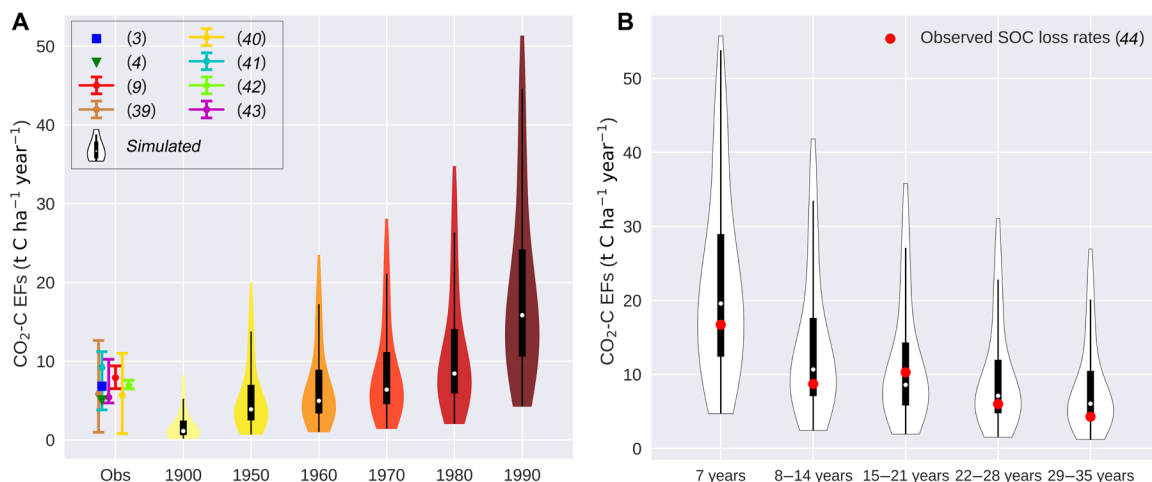 A
CO₂-C EFs (t C ha⁻¹ year⁻¹)
50
40
30
20
10
0
(3)
(4)
(9)
(39)
(40)
(41)
(42)
(43)
Simulated
Obs 1900 1950 1960 1970 1980 1990
B
CO₂-C EFs (t C ha⁻¹ year⁻¹)
50
40
30
20
10
0
Observed SOC loss rates (44)
7 years 8–14 years 15–21 years 22–28 years 29–35 years